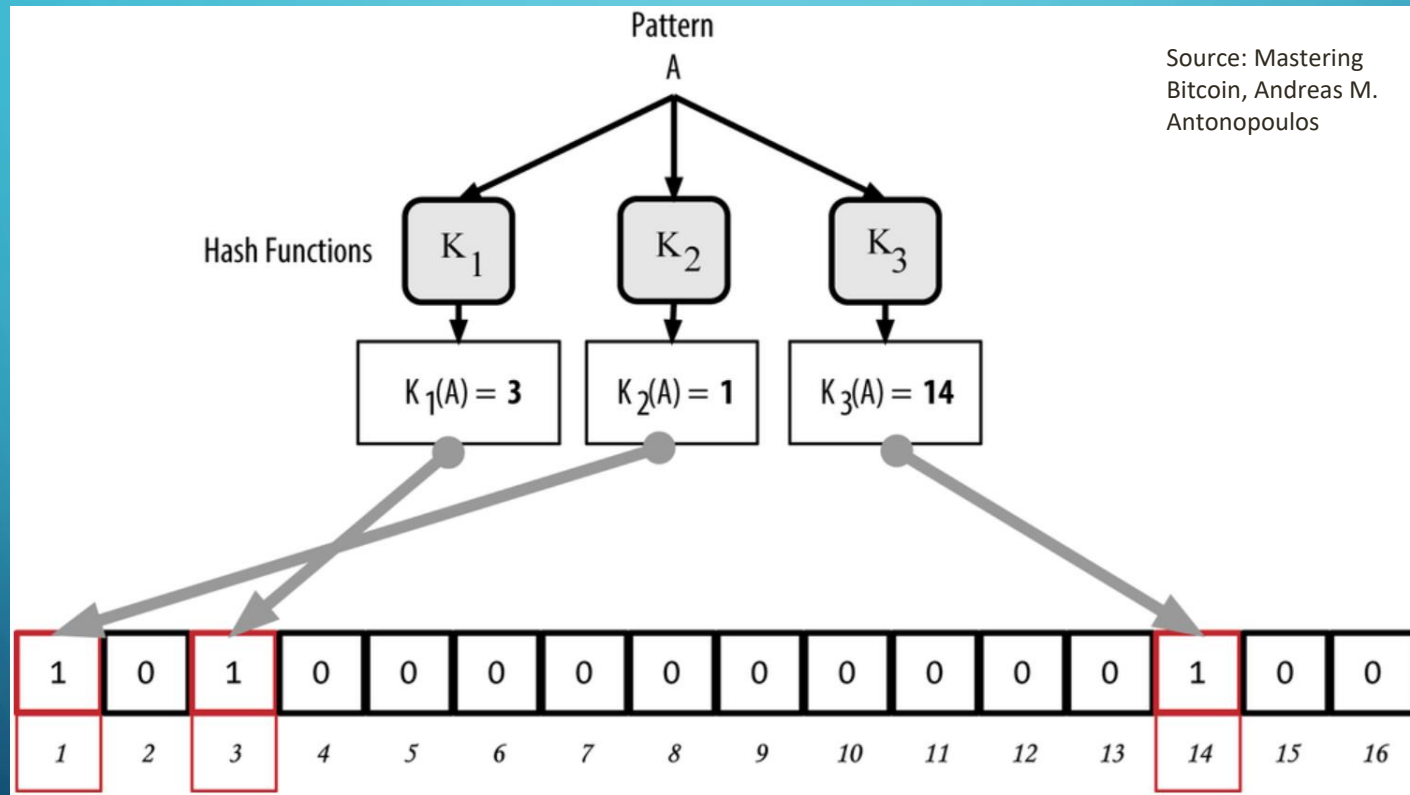 Pattern
A
Source: Mastering
Bitcoin, Andreas M.
Antonopoulos
Hash Functions
K1
K2
K3
K1(A) = 3
K2(A) = 1
K3(A) = 14
1 0 1 0 0 0 0 0 0 0 0 0 0 1 0 0
1 2 3 4 5 6 7 8 9 10 11 12 13 14 15 16